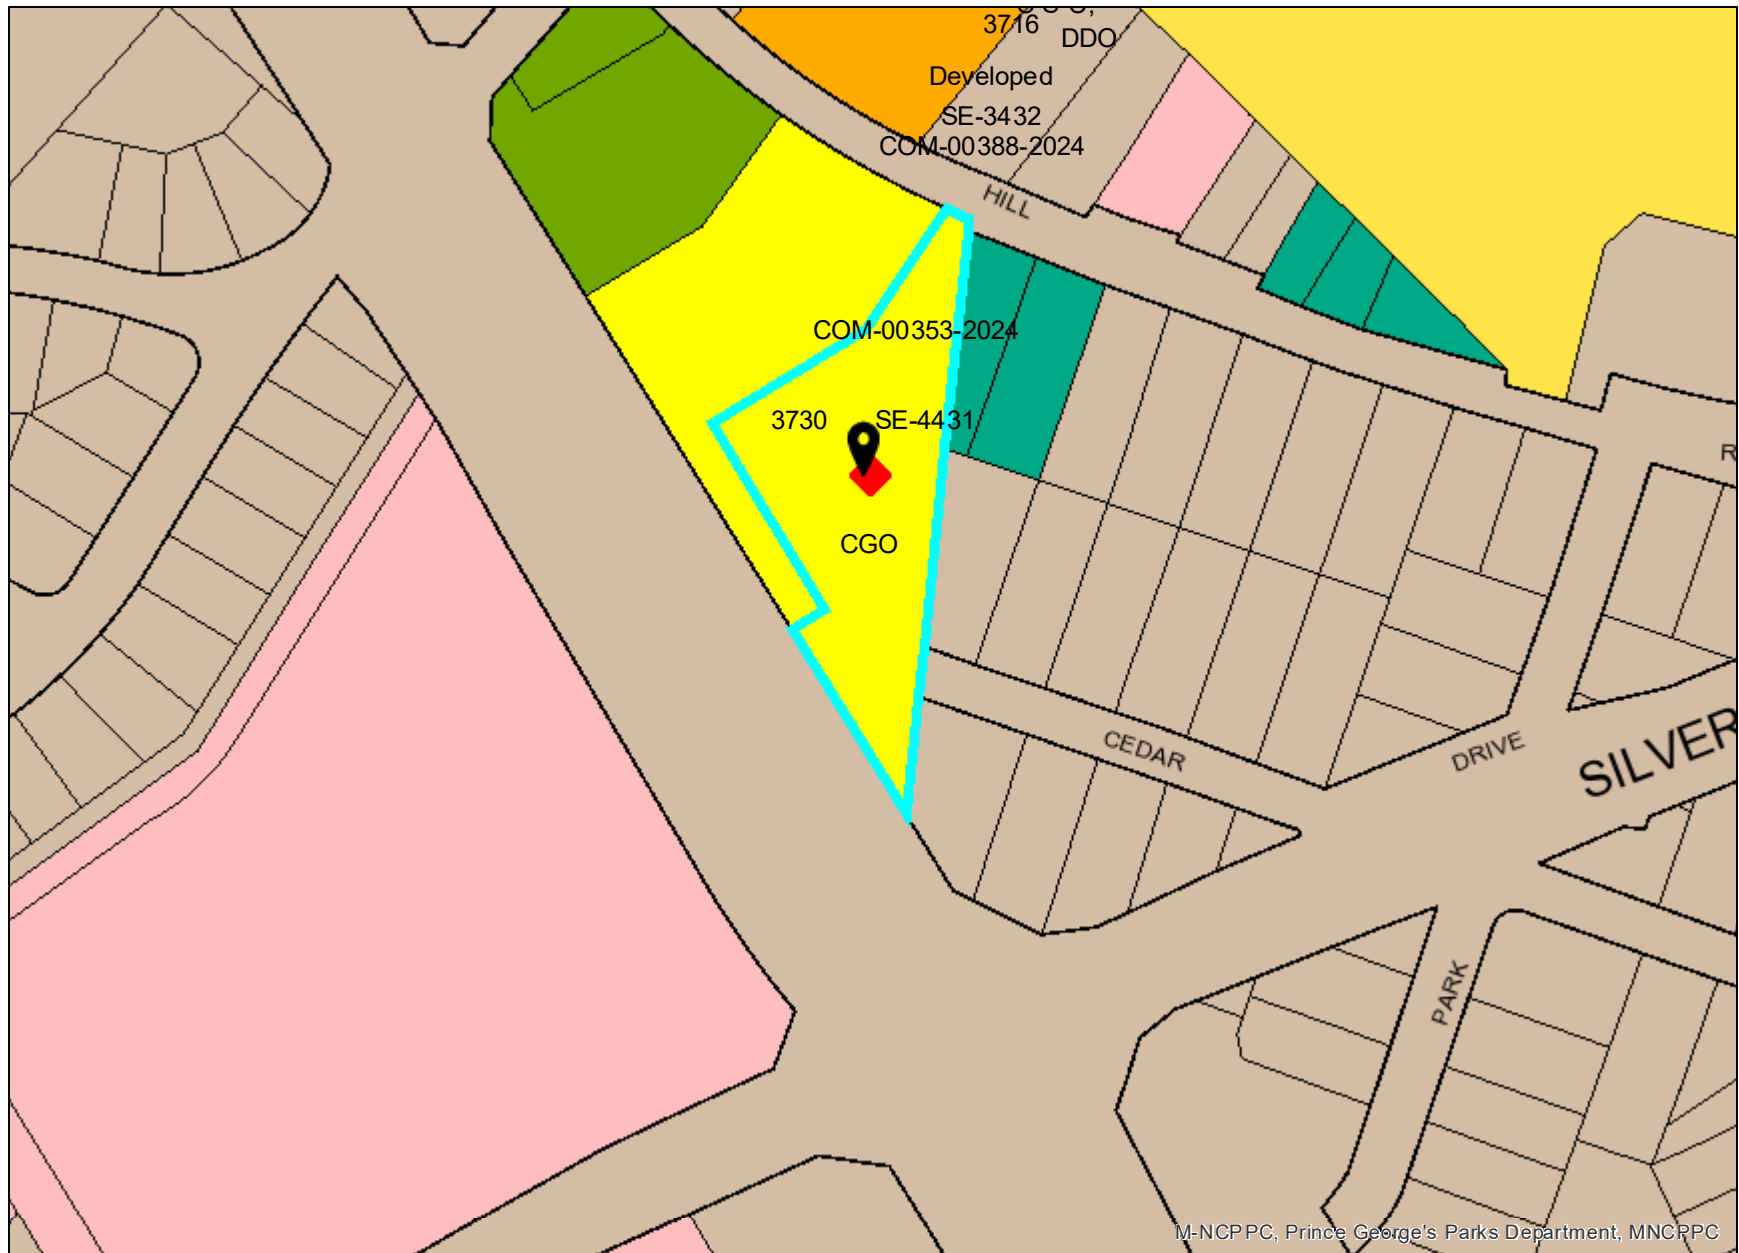 3716
DDO
Developed
SE-3432
COM-00388-2024
HILL
COM-00353-2024
3730
SE-4431
CGO
CEDAR
DRIVE
SILVER
PARK
M-NCPPC, Prince George's Parks Department, MNCPPC